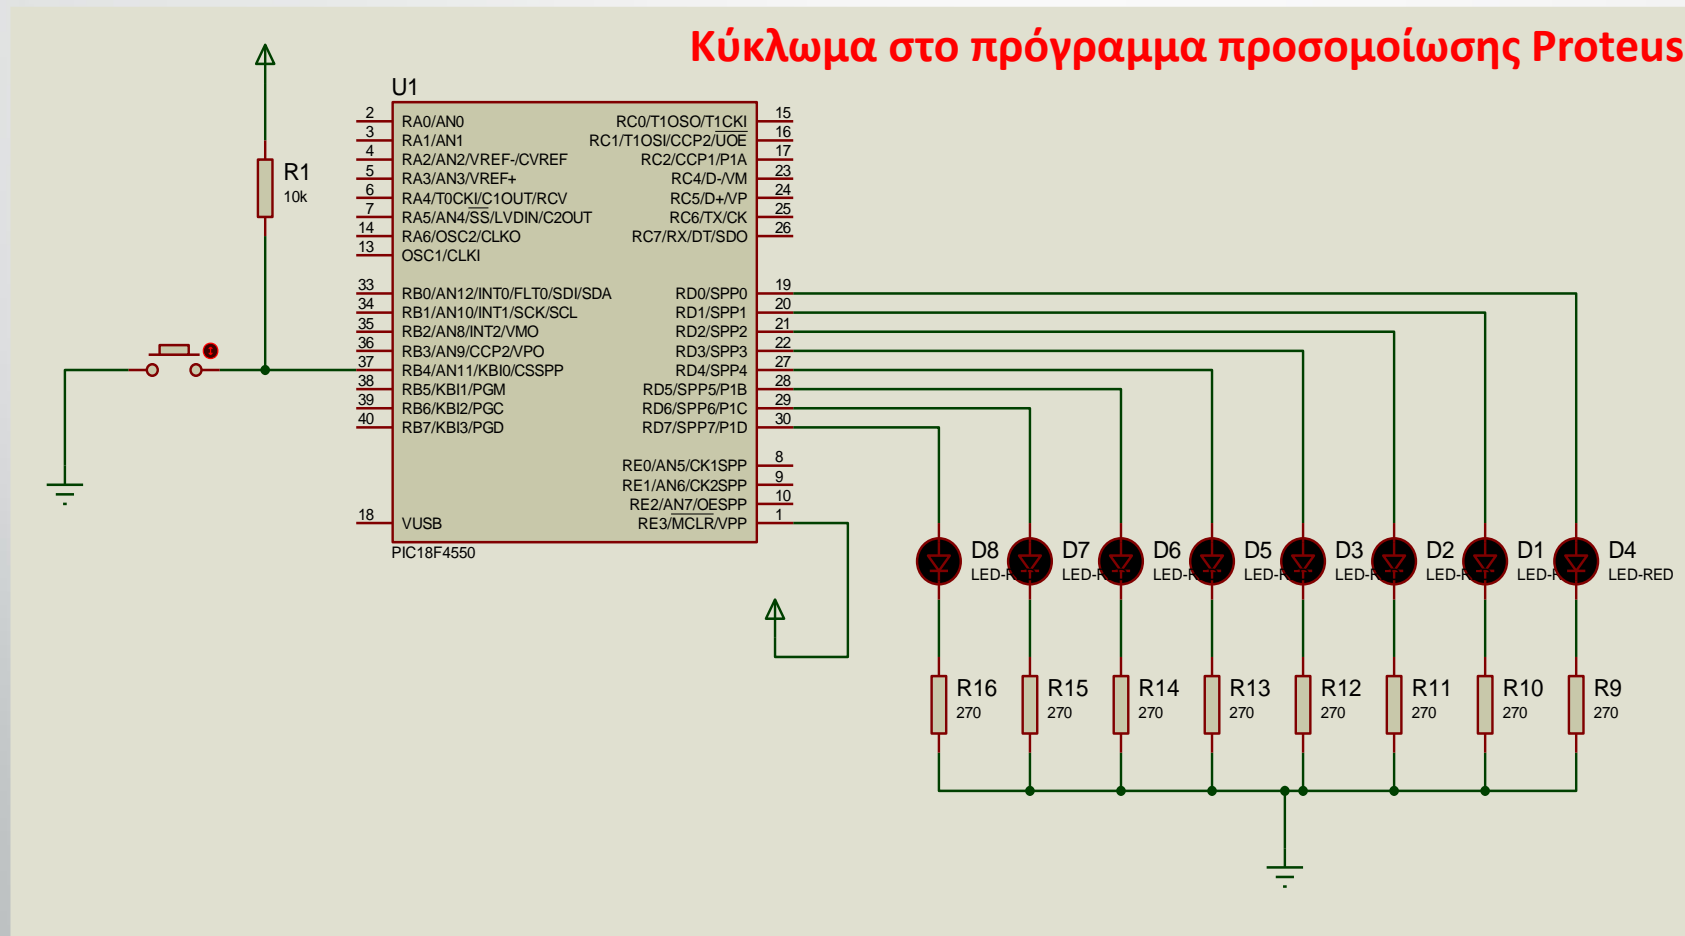 Κύκλωμα στο πρόγραμμα προσομοίωσης Proteus
U1
R1
10k
2 RA0/AN0
3 RA1/AN1
4 RA2/AN2/VREF-/CVREF
5 RA3/AN3/VREF+
6 RA4/T0CKI/C1OUT/RCV
7 RA5/AN4/SS/LVDIN/C2OUT
14 RA6/OSC2/CLKO
13 OSC1/CLKI
33 RB0/AN12/INT0/FLT0/SDI/SDA
34 RB1/AN10/INT1/SCK/SCL
35 RB2/AN8/INT2/VMO
36 RB3/AN9/CCP2/VPO
37 RB4/AN11/KBI0/CSSPP
38 RB5/KBI1/PGM
39 RB6/KBI2/PGC
40 RB7/KBI3/PGD
18 VUSB
RC0/T1OSO/T1CKI 15
RC1/T1OSI/CCP2/UOE 16
RC2/CCP1/P1A 17
RC4/D-/VM 23
RC5/D+/VP 24
RC6/TX/CK 25
RC7/RX/DT/SDO 26
RD0/SPP0 19
RD1/SPP1 20
RD2/SPP2 21
RD3/SPP3 22
RD4/SPP4 27
RD5/SPP5/P1B 28
RD6/SPP6/P1C 29
RD7/SPP7/P1D 30
RE0/AN5/CK1SPP 8
RE1/AN6/CK2SPP 9
RE2/AN7/OESPP 10
RE3/MCLR/VPP 1
PIC18F4550
D8 D7 D6 D5 D3 D2 D1 D4
LED-RED
R16 R15 R14 R13 R12 R11 R10 R9
270 270 270 270 270 270 270 270